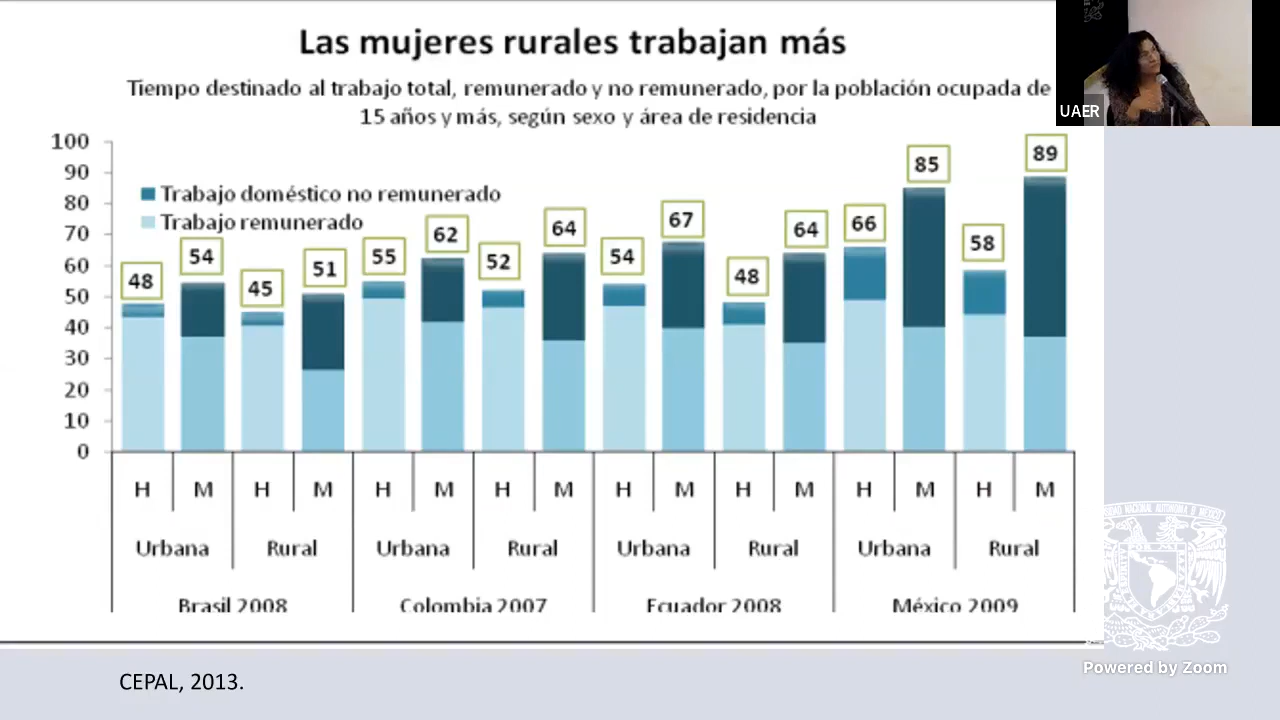 Las mujeres rurales trabajan más
Tiempo destinado al trabajo total, remunerado y no remunerado, por la población ocupada de
15 años y más, según sexo y área de residencia
UAER
100
90
80
70
60
50
40
30
20
10
0
Trabajo doméstico no remunerado
Trabajo remunerado
48 54 45 51 55 62 52 64 54 67 48 64 66 85 58 89
H M H M H M H M H M H M H M H M
Urbana Rural Urbana Rural Urbana Rural Urbana Rural
Brasil 2008 Colombia 2007 Ecuador 2008 México 2009
CEPAL, 2013.
Powered by Zoom